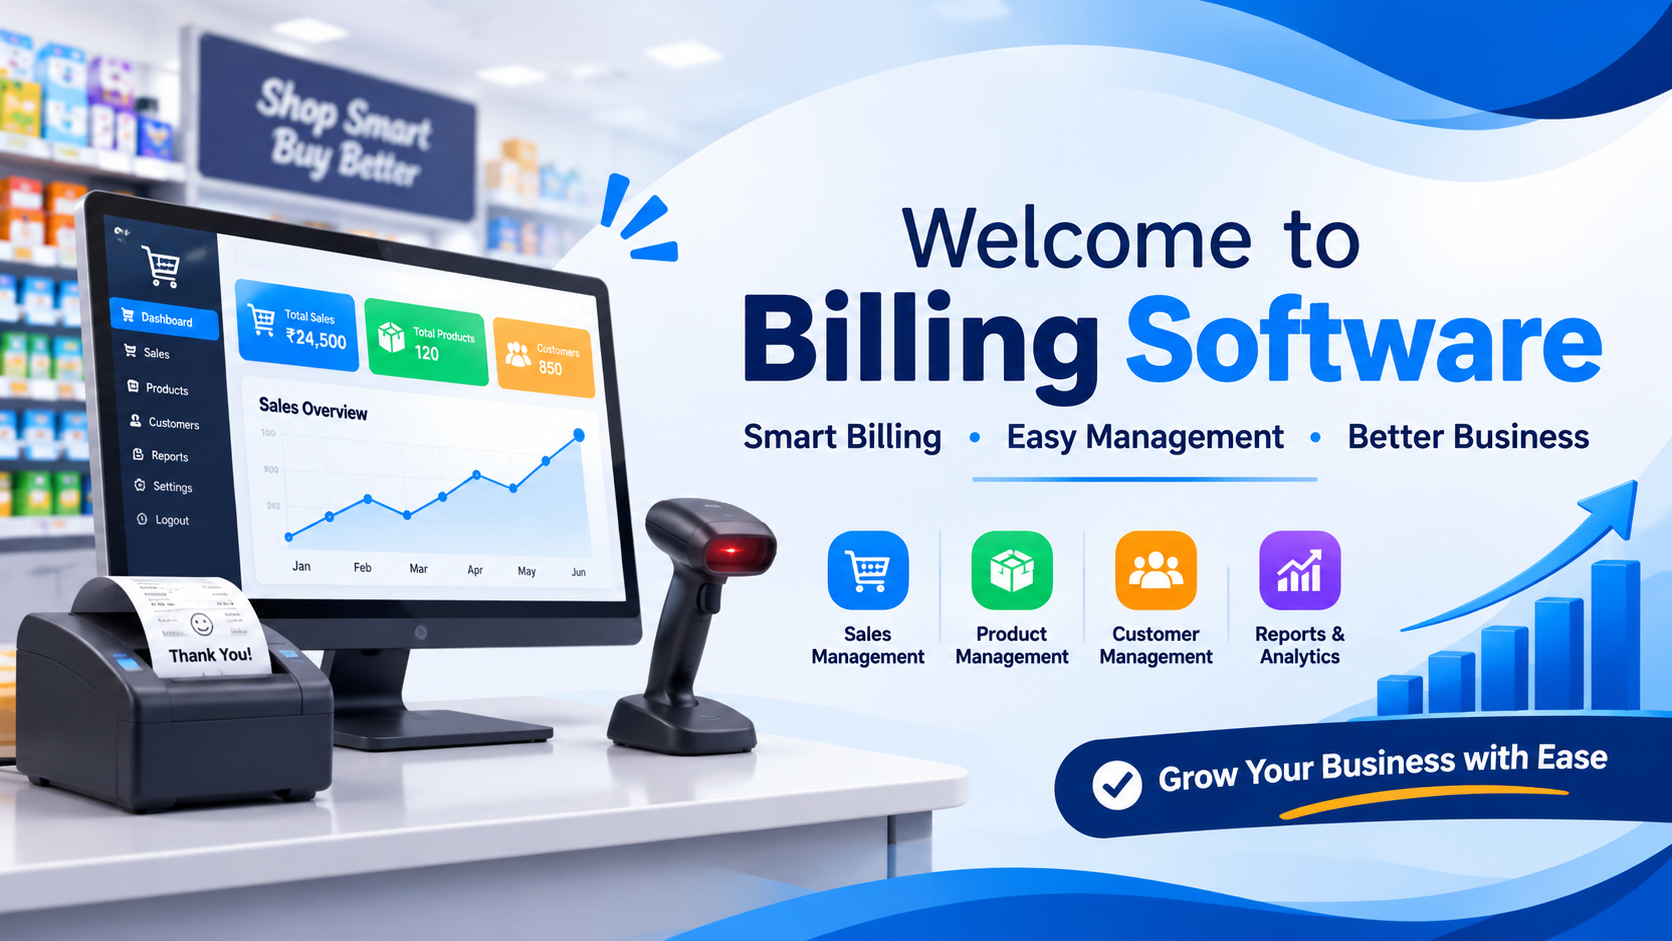 Shop Smart
Buy Better
Dashboard
Sales
Products
Customers
Reports
Settings
Logout
Total Sales
₹24,500
Total Products
120
Customers
850
Sales Overview
100
900
Jan Feb Mar Apr May Jun
Thank You!
Welcome to
Billing Software
Smart Billing • Easy Management • Better Business
Sales
Management
Product
Management
Customer
Management
Reports &
Analytics
Grow Your Business with Ease